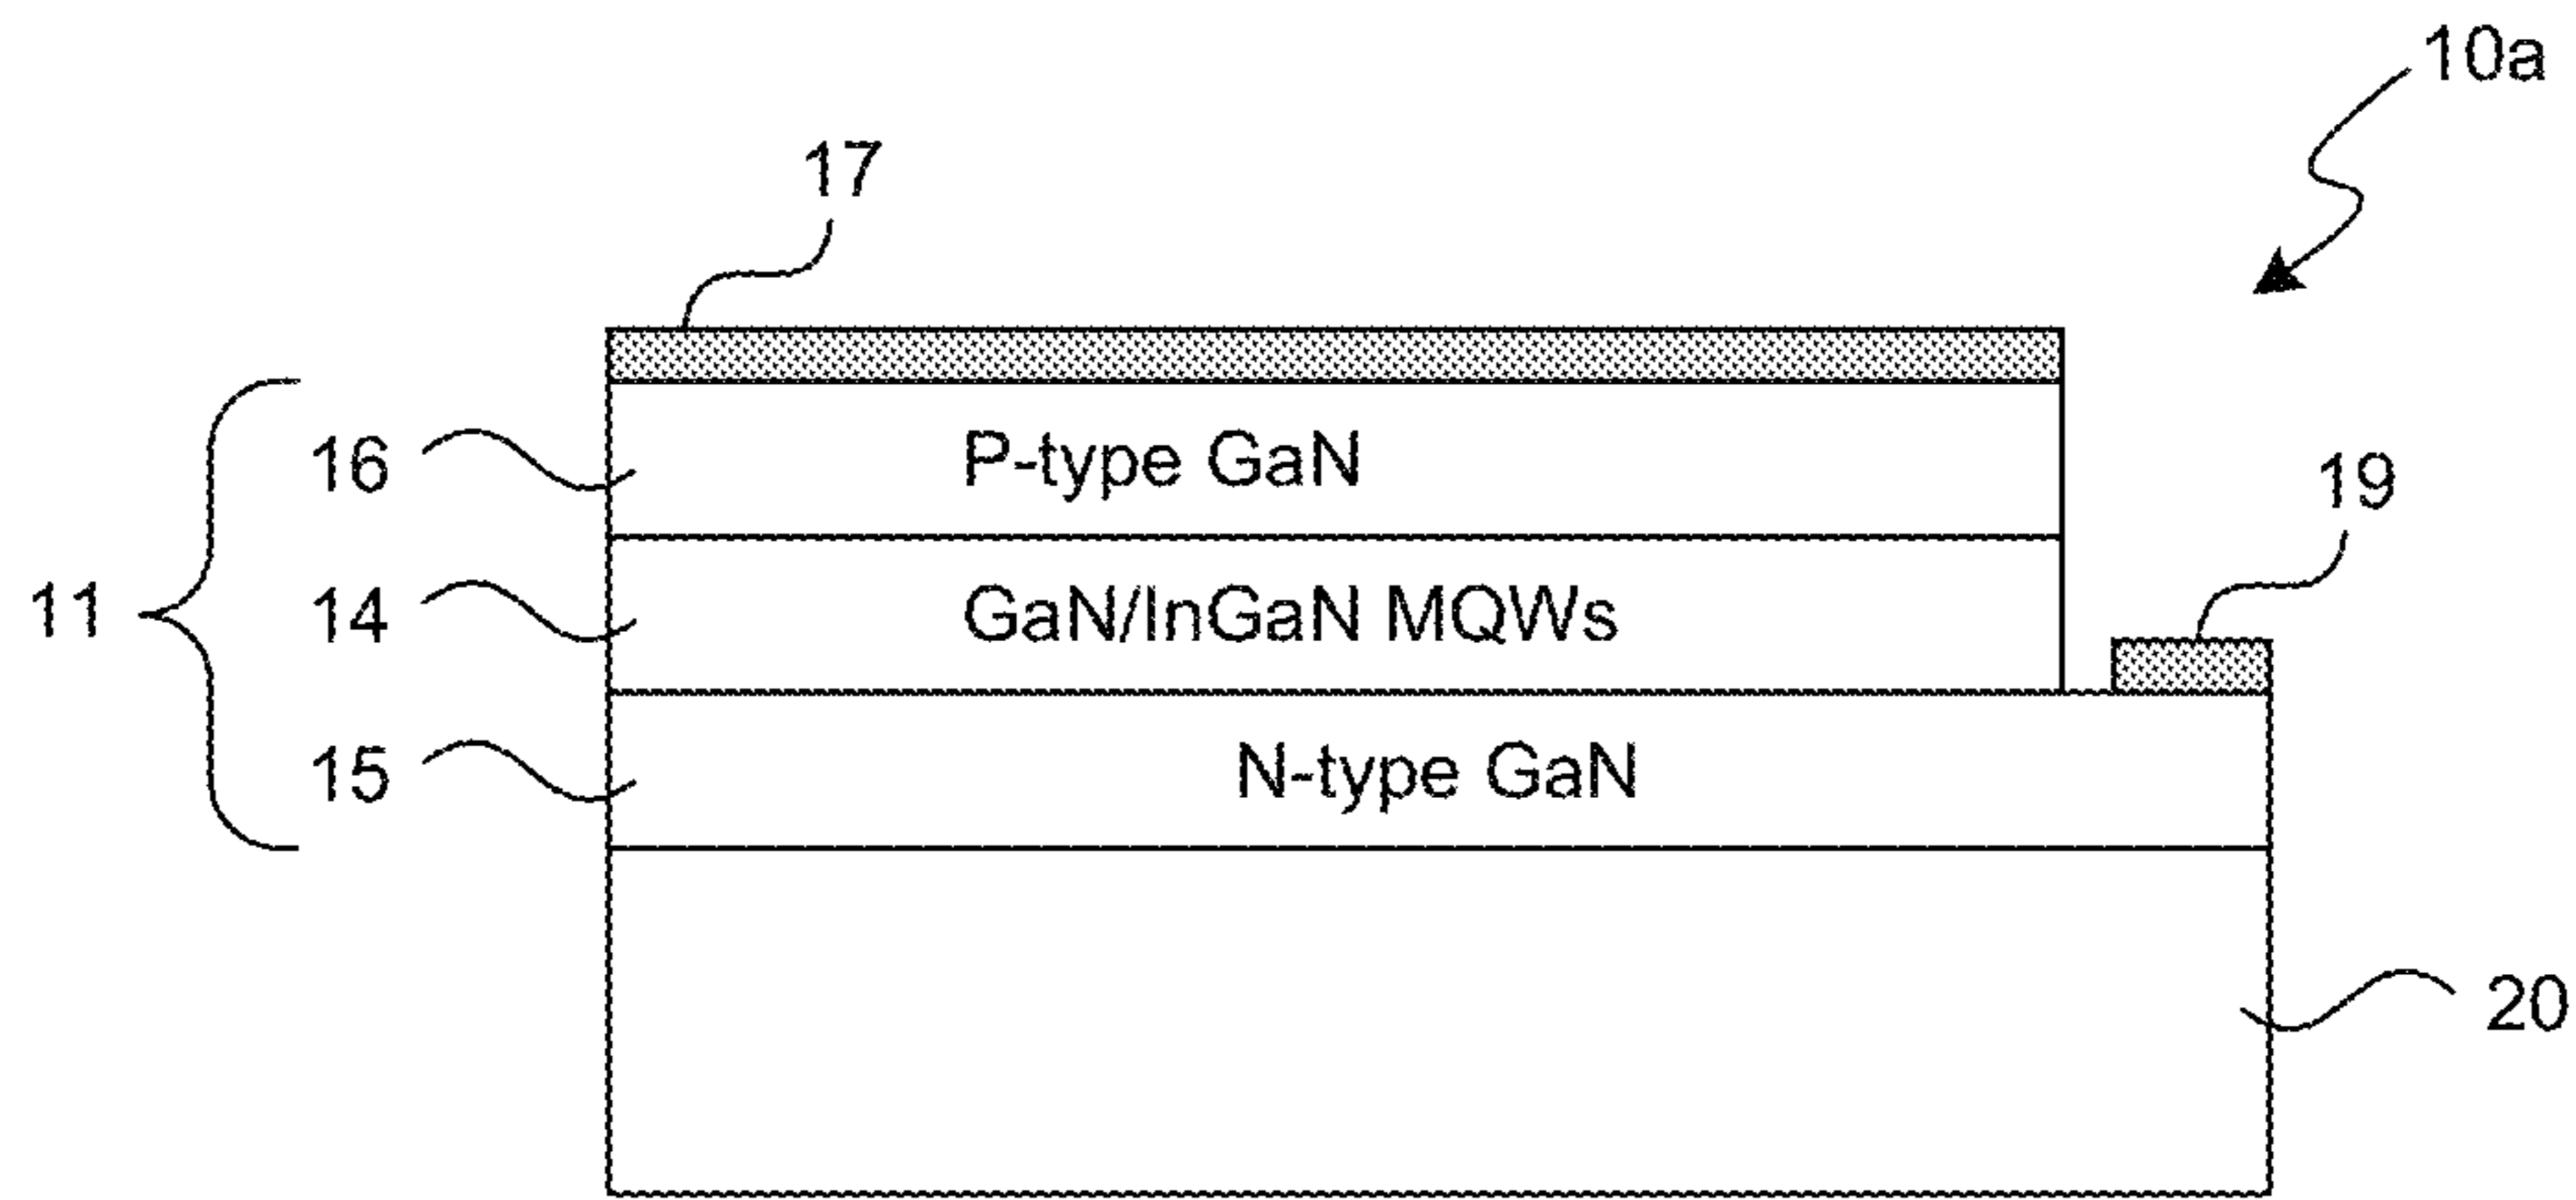 10a
17
16 P-type GaN
19
11 14 GaN/InGaN MQWs
15 N-type GaN
20